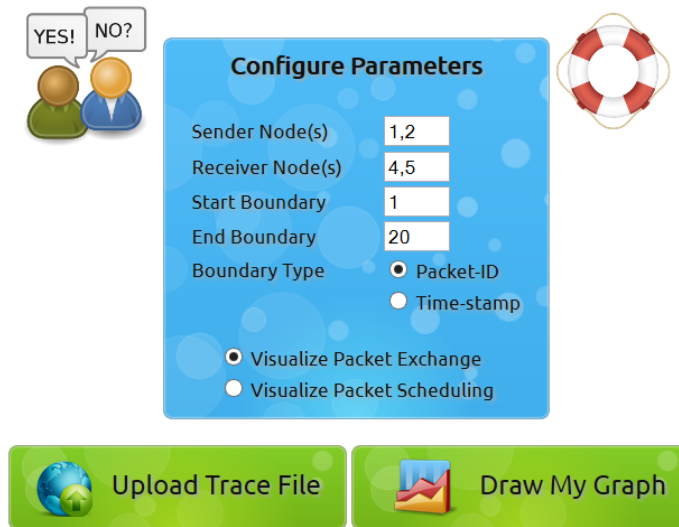 YES!
NO?
Configure Parameters
Sender Node(s) 1,2
Receiver Node(s) 4,5
Start Boundary 1
End Boundary 20
Boundary Type Packet-ID
Time-stamp
Visualize Packet Exchange
Visualize Packet Scheduling
Upload Trace File
Draw My Graph